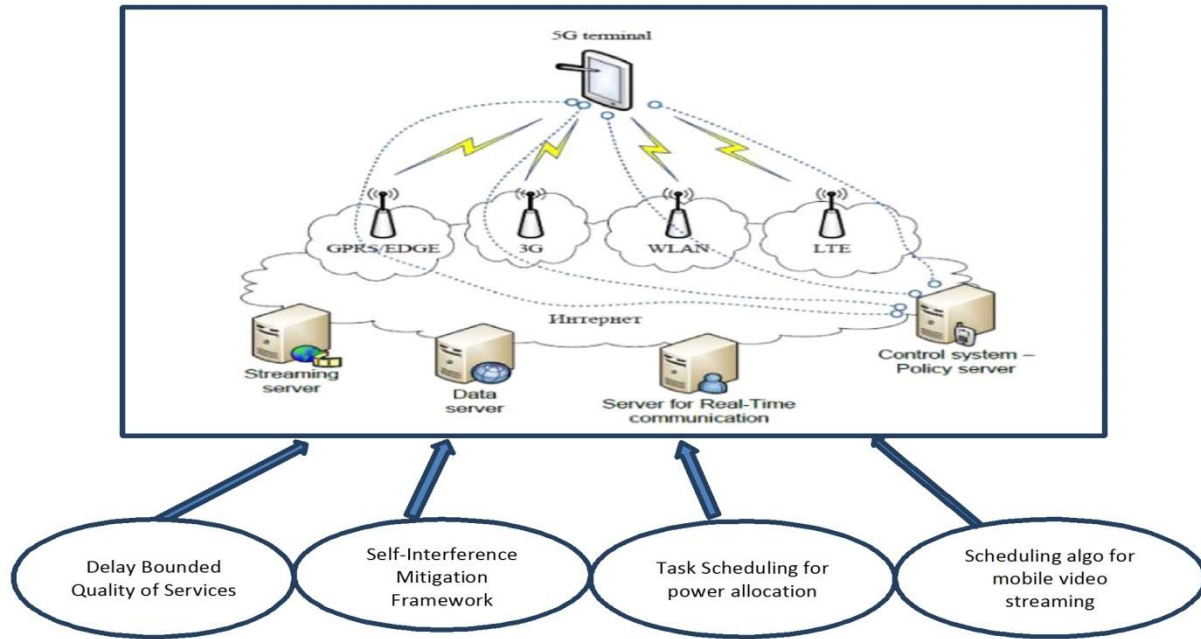 5G terminal
GPRS/EDGE
3G
WLAN
LTE
Интернет
Streaming
server
Data
server
Server for Real-Time
communication
Control system –
Policy server
Delay Bounded
Quality of Services
Self-Interference
Mitigation
Framework
Task Scheduling for
power allocation
Scheduling algo for
mobile video
streaming